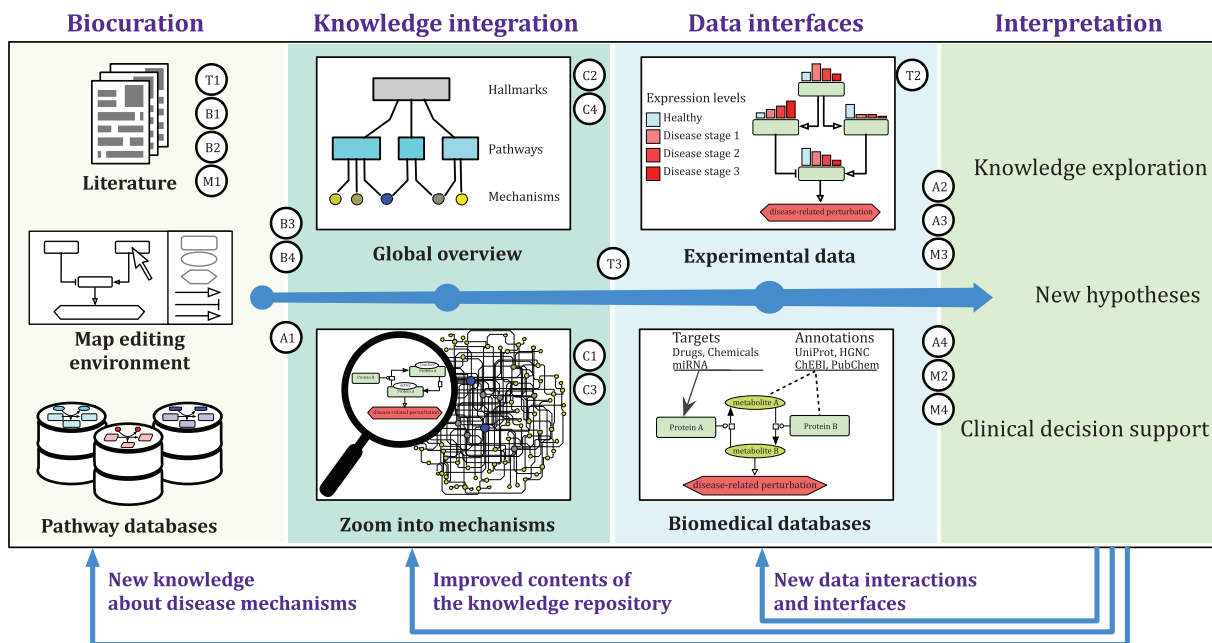 Biocuration
Knowledge integration
Data interfaces
Interpretation
T1
B1
B2
M1
Literature
Map editing
environment
Pathway databases
B3
B4
A1
Hallmarks
Pathways
Mechanisms
C2
C4
Global overview
Protein B
Protein A
disease-related perturbation
C1
C3
Zoom into mechanisms
T3
Expression levels
Healthy
Disease stage 1
Disease stage 2
Disease stage 3
disease-related perturbation
T2
Experimental data
Targets
Drugs, Chemicals
miRNA
Annotations
UniProt, HGNC
ChEBI, PubChem
metabolite A
Protein A
Protein B
metabolite B
disease-related perturbation
Biomedical databases
A2
A3
M3
A4
M2
M4
Knowledge exploration
New hypotheses
Clinical decision support
New knowledge
about disease mechanisms
Improved contents of
the knowledge repository
New data interactions
and interfaces